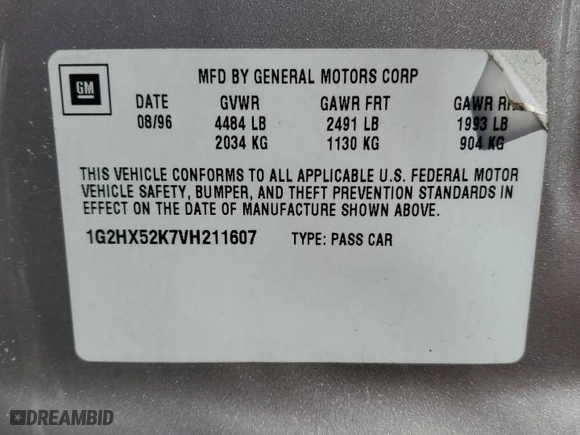 GM
MFD BY GENERAL MOTORS CORP
DATE GVWR GAWR FRT GAWR
08/96 4484 LB 2491 LB 1993 LB
2034 KG 1130 KG 904 KG
THIS VEHICLE CONFORMS TO ALL APPLICABLE U.S. FEDERAL MOTOR
VEHICLE SAFETY, BUMPER, AND THEFT PREVENTION STANDARDS IN
EFFECT ON THE DATE OF MANUFACTURE SHOWN ABOVE.
1G2HX52K7VH211607 TYPE: PASS CAR
DREAMBID